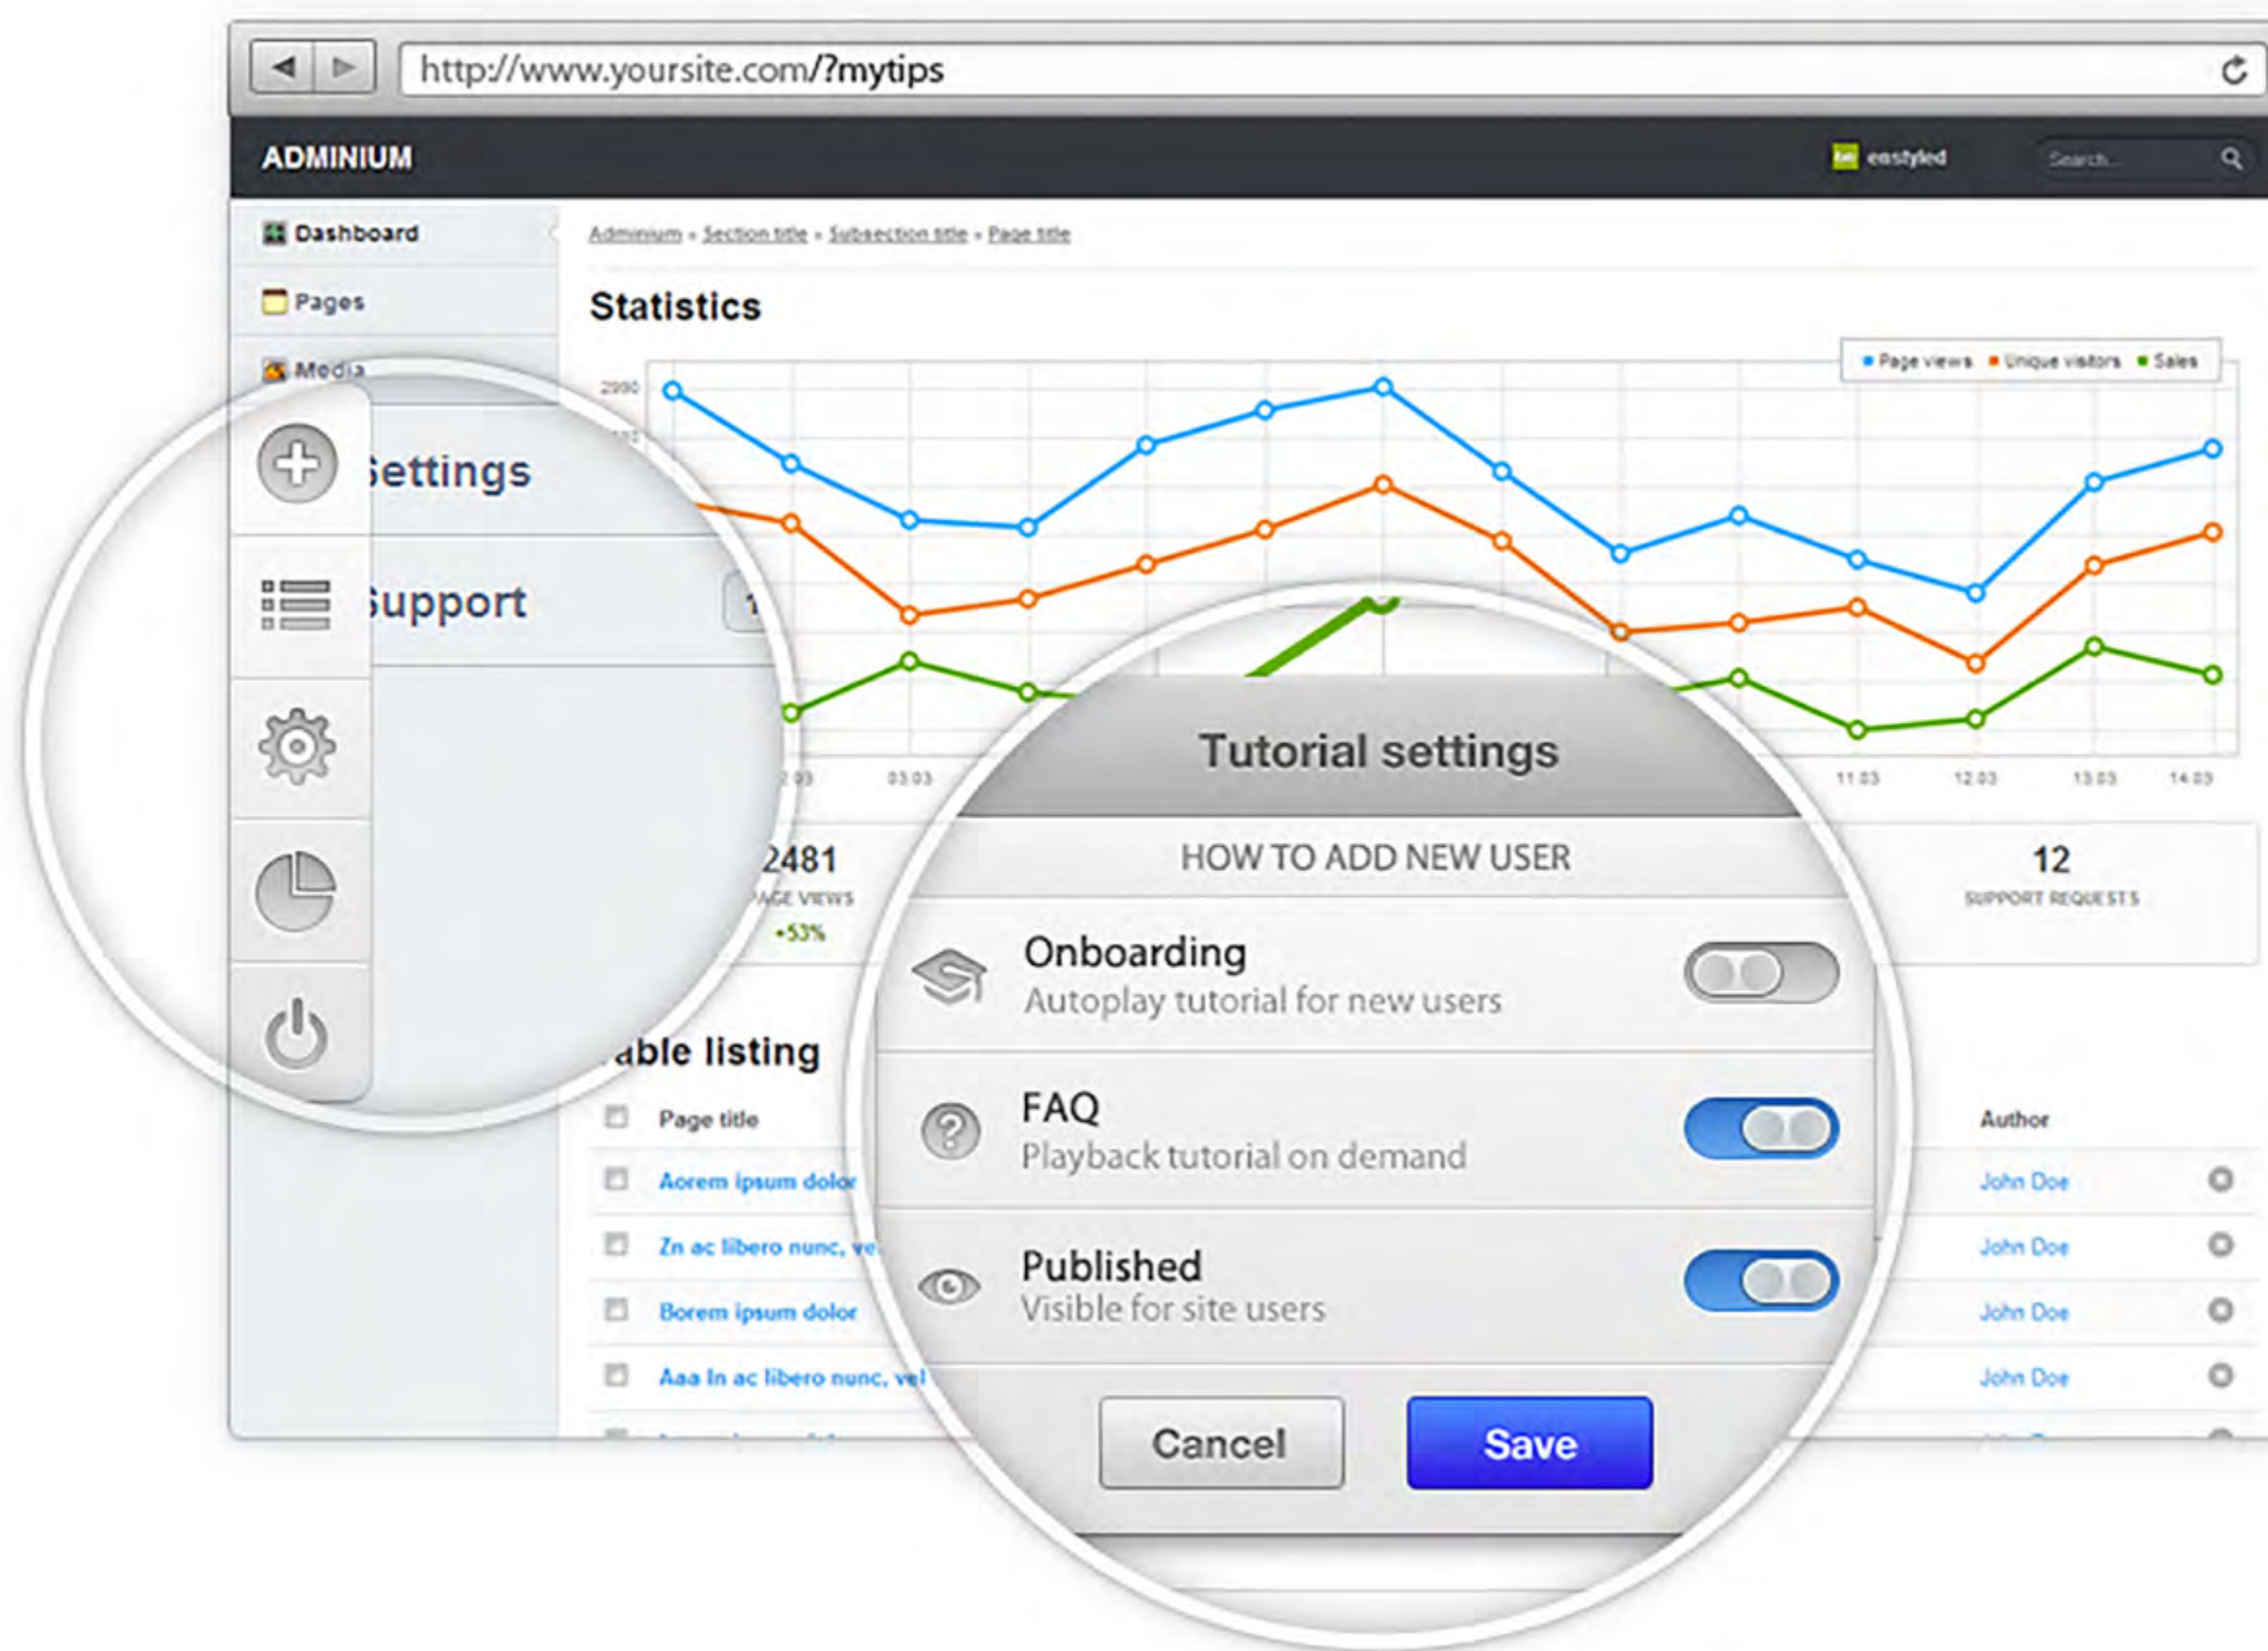 http://www.yoursite.com/?mytips
ADMINIUM
enstyled
Search...
Dashboard
Adminium Section title Subsection title Page title
Pages
Statistics
Media
Page views Unique visitors Sales
2990
Settings
Support
03.03 11.03 12.03 13.03 14.03
Tutorial settings
HOW TO ADD NEW USER
2481
PAGE VIEWS
+53%
12
SUPPORT REQUESTS
Onboarding
Autoplay tutorial for new users
FAQ
Playback tutorial on demand
Published
Visible for site users
Cancel
Save
able listing
Page title
Author
Aorem ipsum dolor
John Doe
Zn ac libero nunc, ve
John Doe
Borem ipsum dolor
John Doe
Aaa In ac libero nunc, vel
John Doe